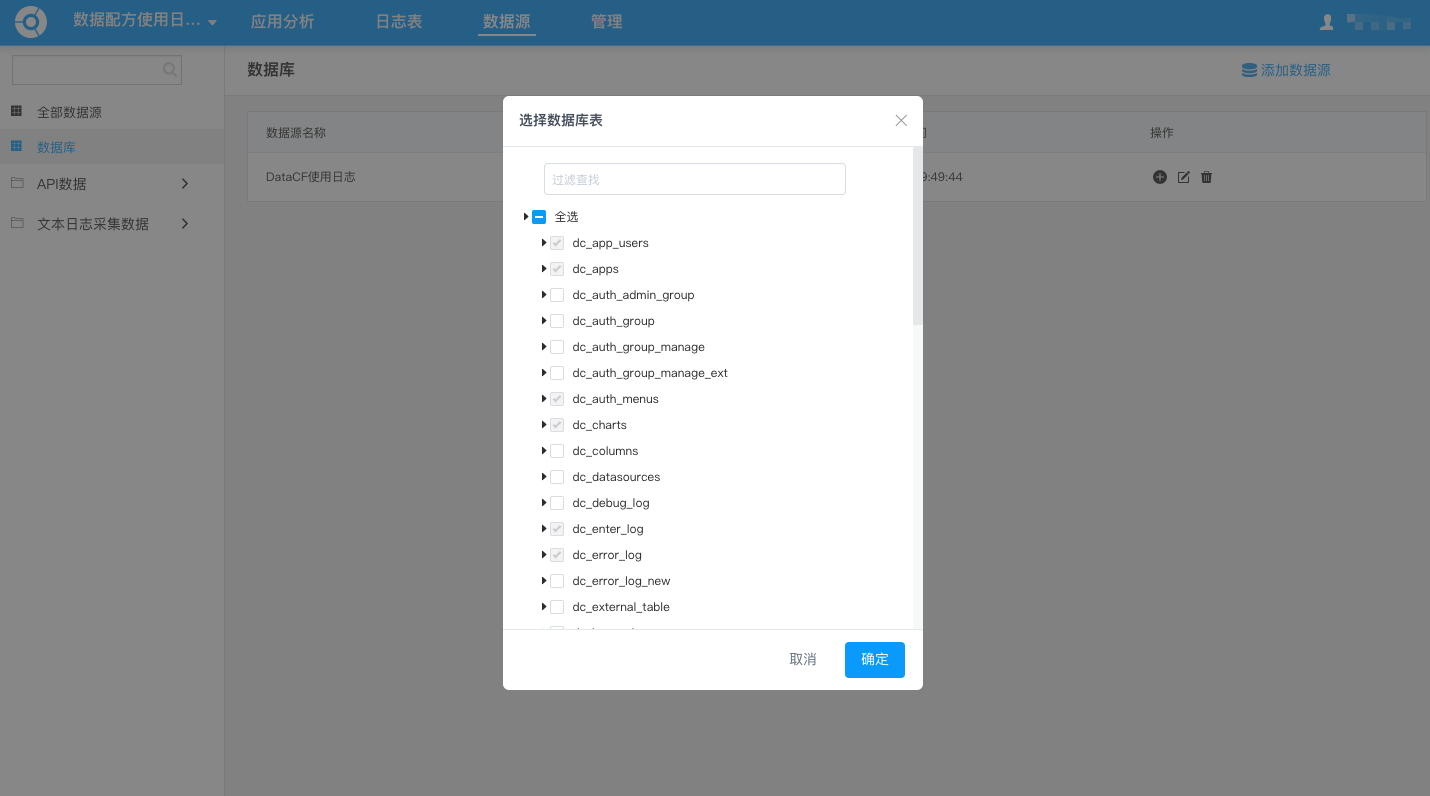 数据配方使用日... 应用分析 日志表 数据源 管理
数据库
添加数据源
全部数据源
数据库
API数据
文本日志采集数据
数据源名称 操作
DataCF使用日志 9:49:44
选择数据库表
过滤查找
全选
dc_app_users
dc_apps
dc_auth_admin_group
dc_auth_group
dc_auth_group_manage
dc_auth_group_manage_ext
dc_auth_menus
dc_charts
dc_columns
dc_datasources
dc_debug_log
dc_enter_log
dc_error_log
dc_error_log_new
dc_external_table
取消 确定